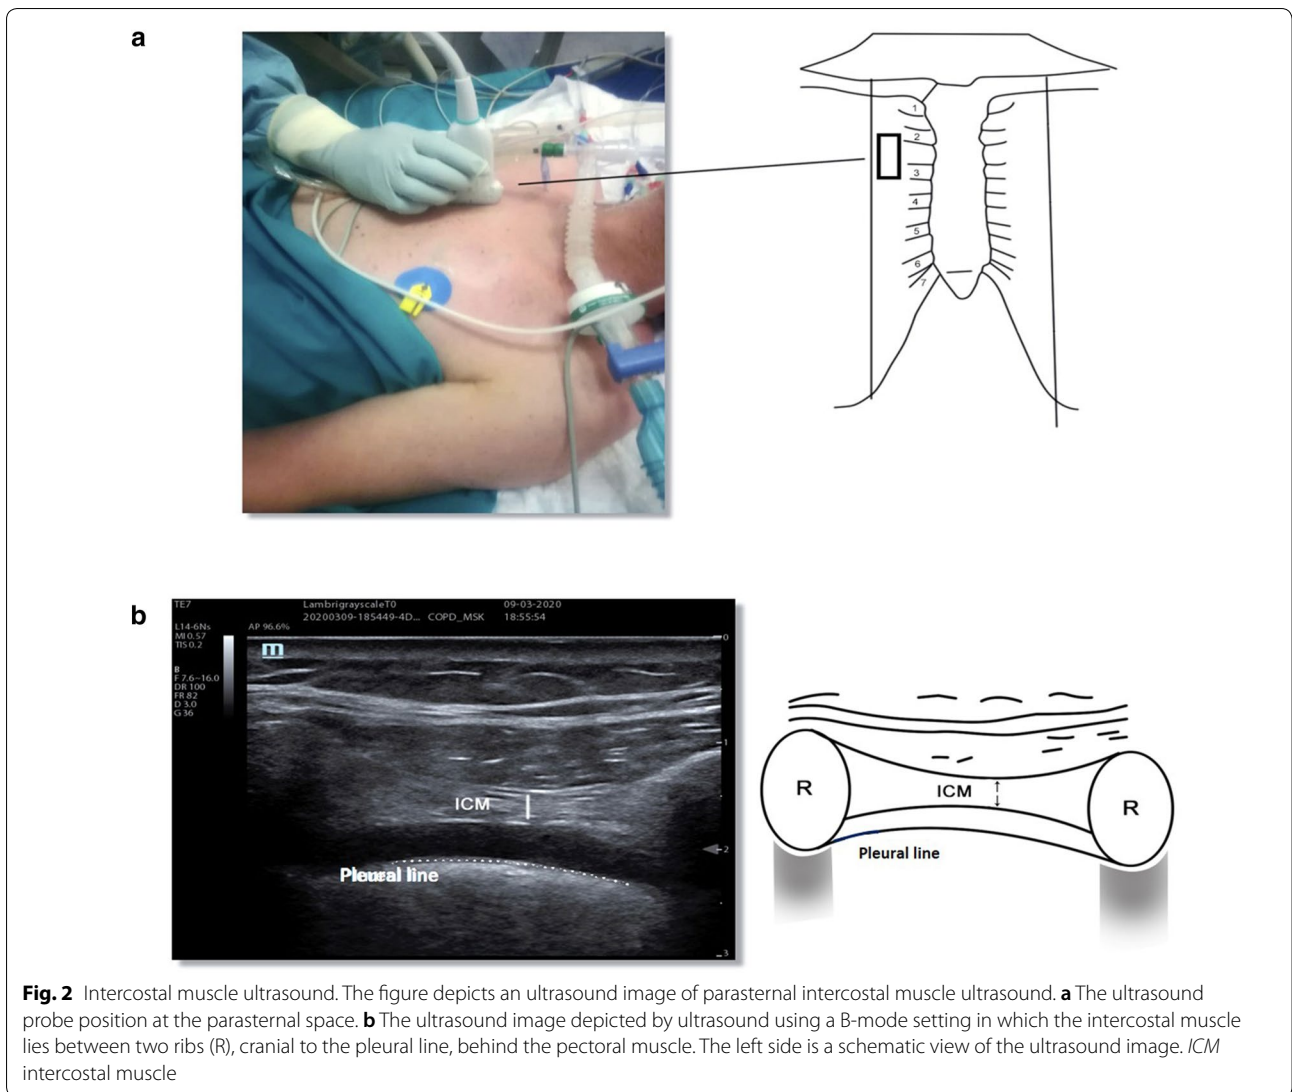 a
1
2
3
4
5
6
7
b
TE7
LambrigrayscaleT0 09-03-2020
20200309-185449-4D... COPD_MSK 18:55:54
L14-6Ns
AP 96.6%
MI 0.57
TIS 0.2
m
B
F 7.6~16.0
DR 100
FR 82
D 3.0
G 36
0
1
2
3
ICM
Pleural line
R
ICM
R
Pleural line
Fig. 2 Intercostal muscle ultrasound. The figure depicts an ultrasound image of parasternal intercostal muscle ultrasound. a The ultrasound
probe position at the parasternal space. b The ultrasound image depicted by ultrasound using a B-mode setting in which the intercostal muscle
lies between two ribs (R), cranial to the pleural line, behind the pectoral muscle. The left side is a schematic view of the ultrasound image. ICM
intercostal muscle